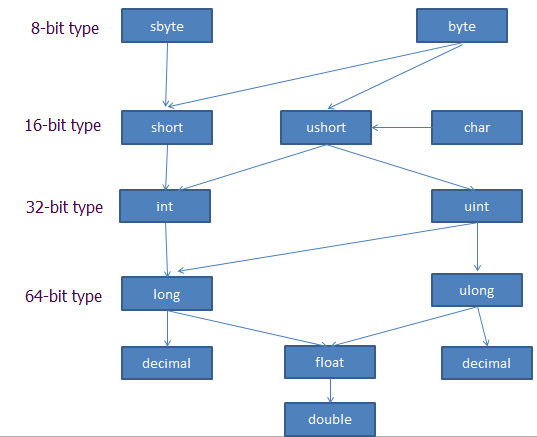 8-bit type
sbyte
byte
16-bit type
short
ushort
char
32-bit type
int
uint
64-bit type
long
ulong
decimal
float
decimal
double